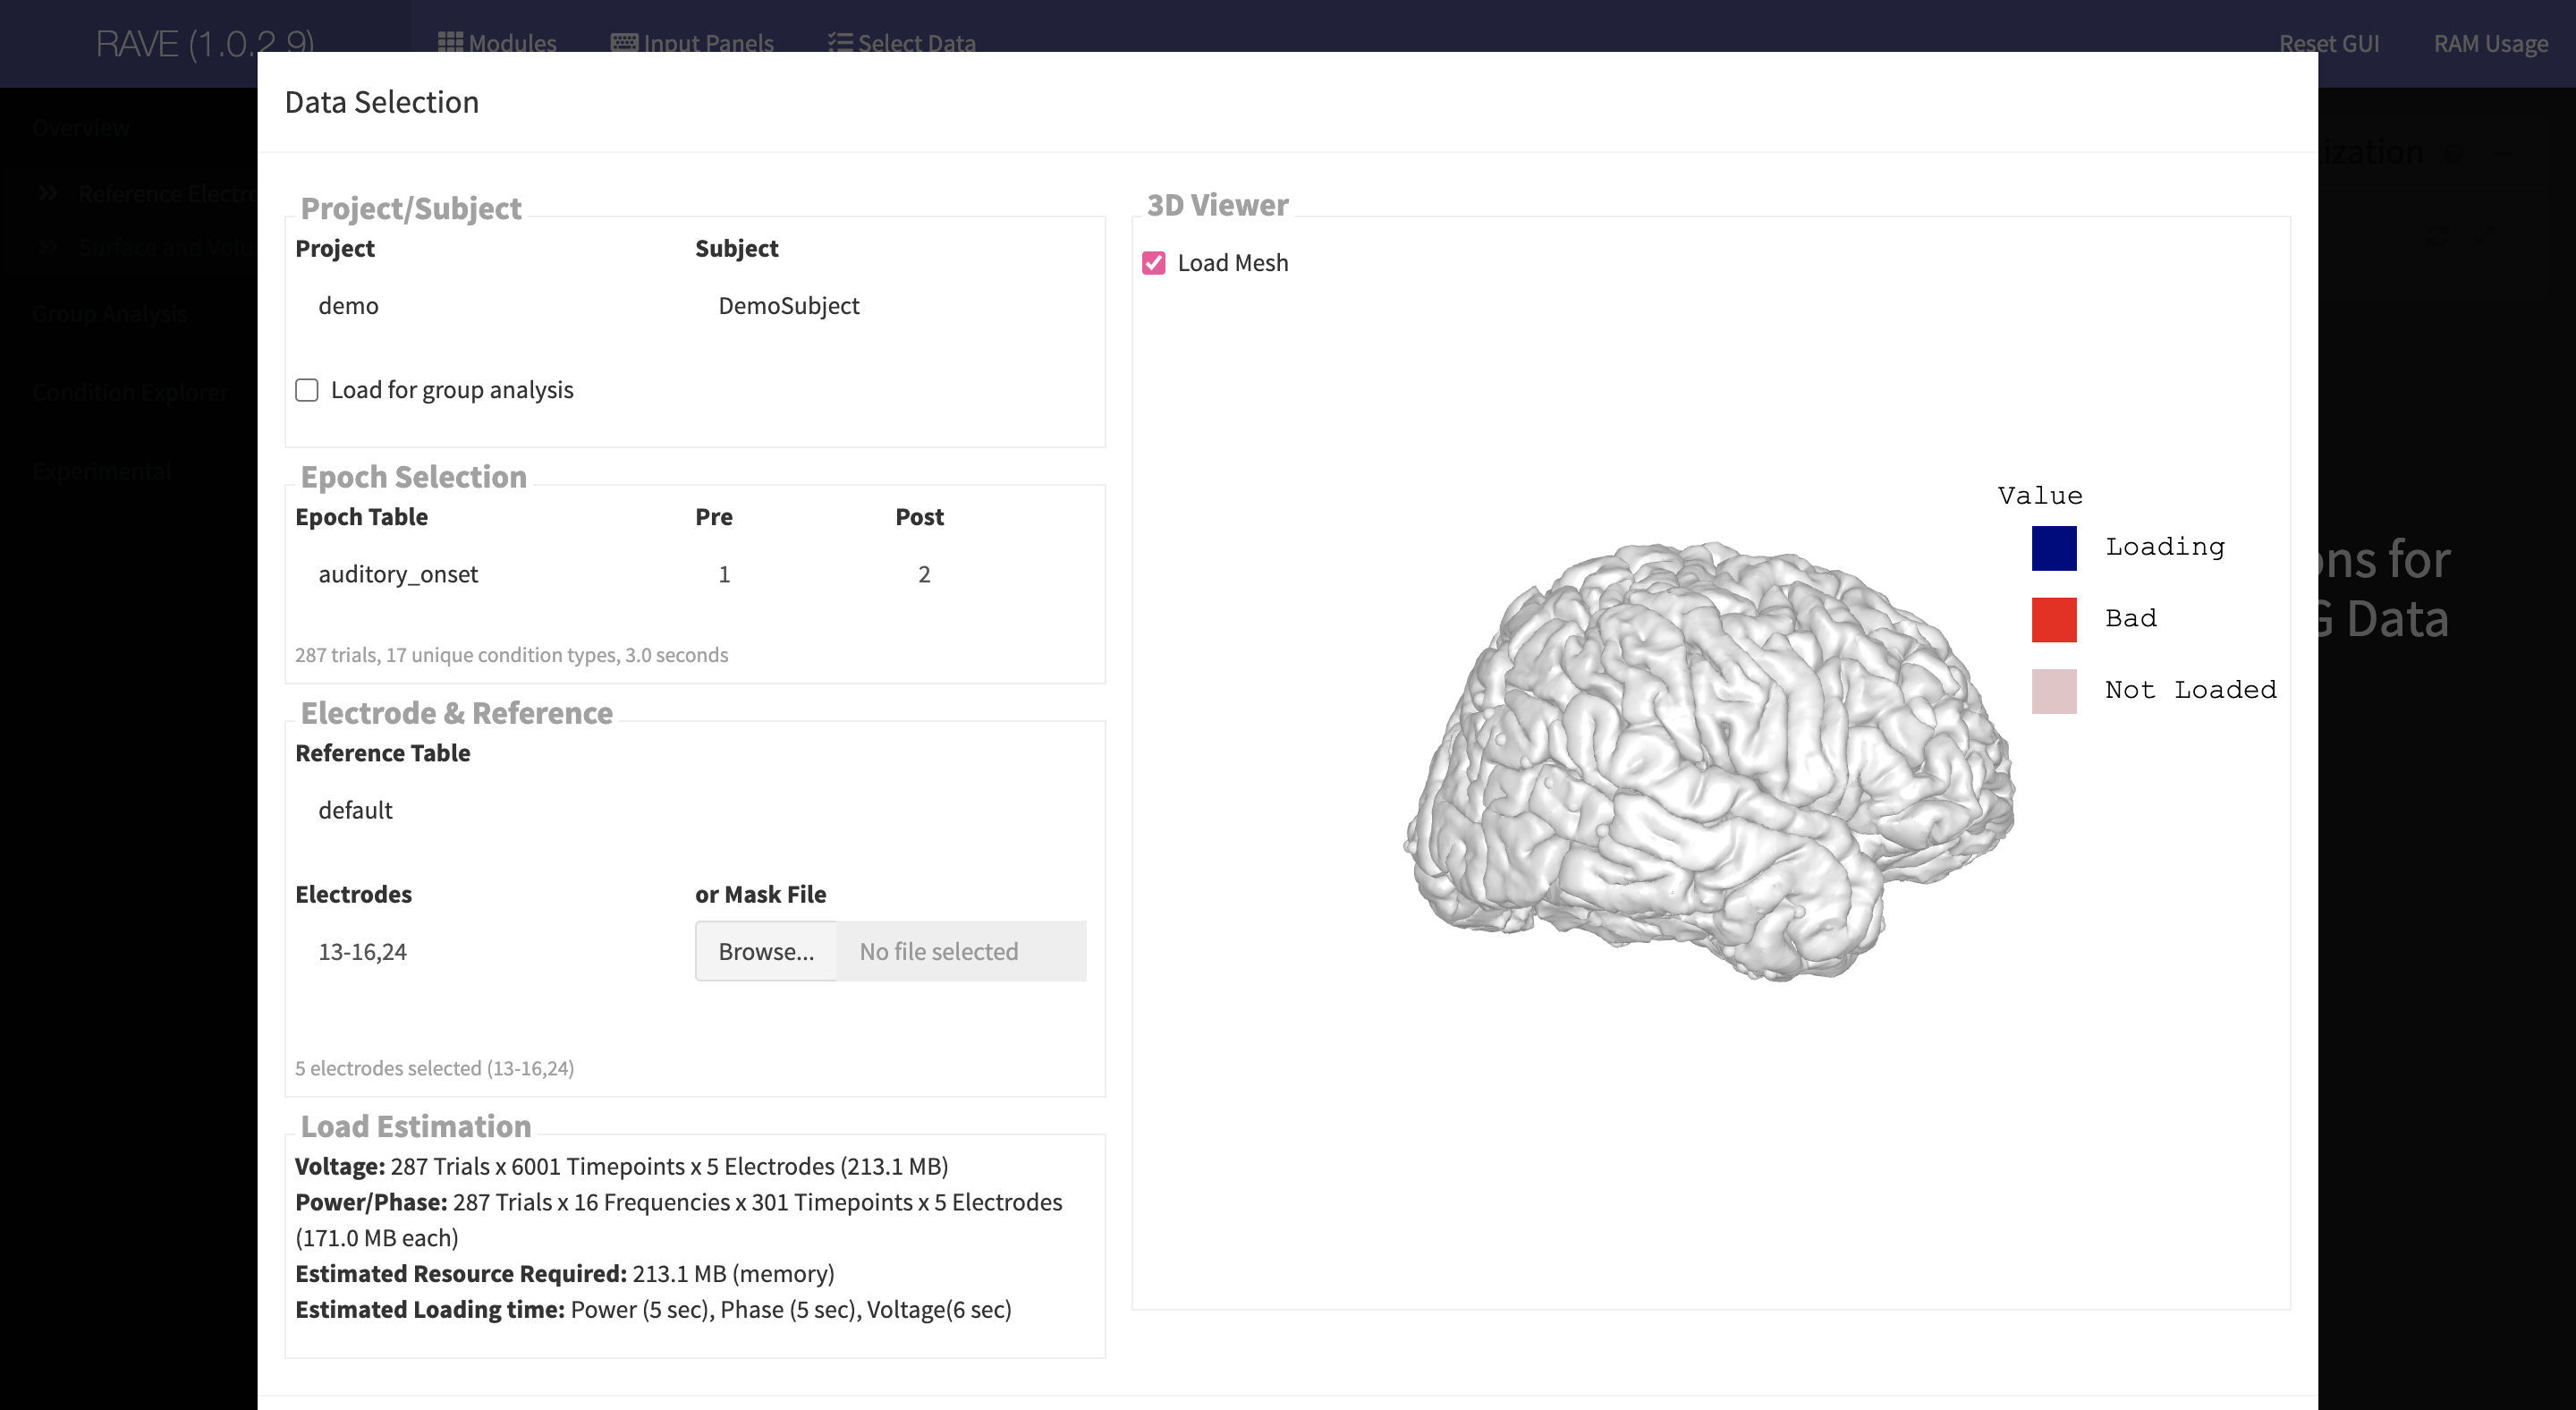 RAVE (1.0.2.9)
Modules
Input Panels
Select Data
Reset GUI
RAM Usage
Overview
Reference Electro
Surface and Volu
Group Analysis
Condition Explorer
Experimental
Data Selection
Project/Subject
Project
Subject
demo
DemoSubject
Load for group analysis
Epoch Selection
Epoch Table
Pre
Post
auditory_onset
1
2
287 trials, 17 unique condition types, 3.0 seconds
Electrode & Reference
Reference Table
default
Electrodes
or Mask File
13-16,24
Browse...
No file selected
5 electrodes selected (13-16,24)
Load Estimation
Voltage: 287 Trials x 6001 Timepoints x 5 Electrodes (213.1 MB)
Power/Phase: 287 Trials x 16 Frequencies x 301 Timepoints x 5 Electrodes
(171.0 MB each)
Estimated Resource Required: 213.1 MB (memory)
Estimated Loading time: Power (5 sec), Phase (5 sec), Voltage(6 sec)
3D Viewer
Load Mesh
Value
Loading
Bad
Not Loaded
ization
ons for
G Data